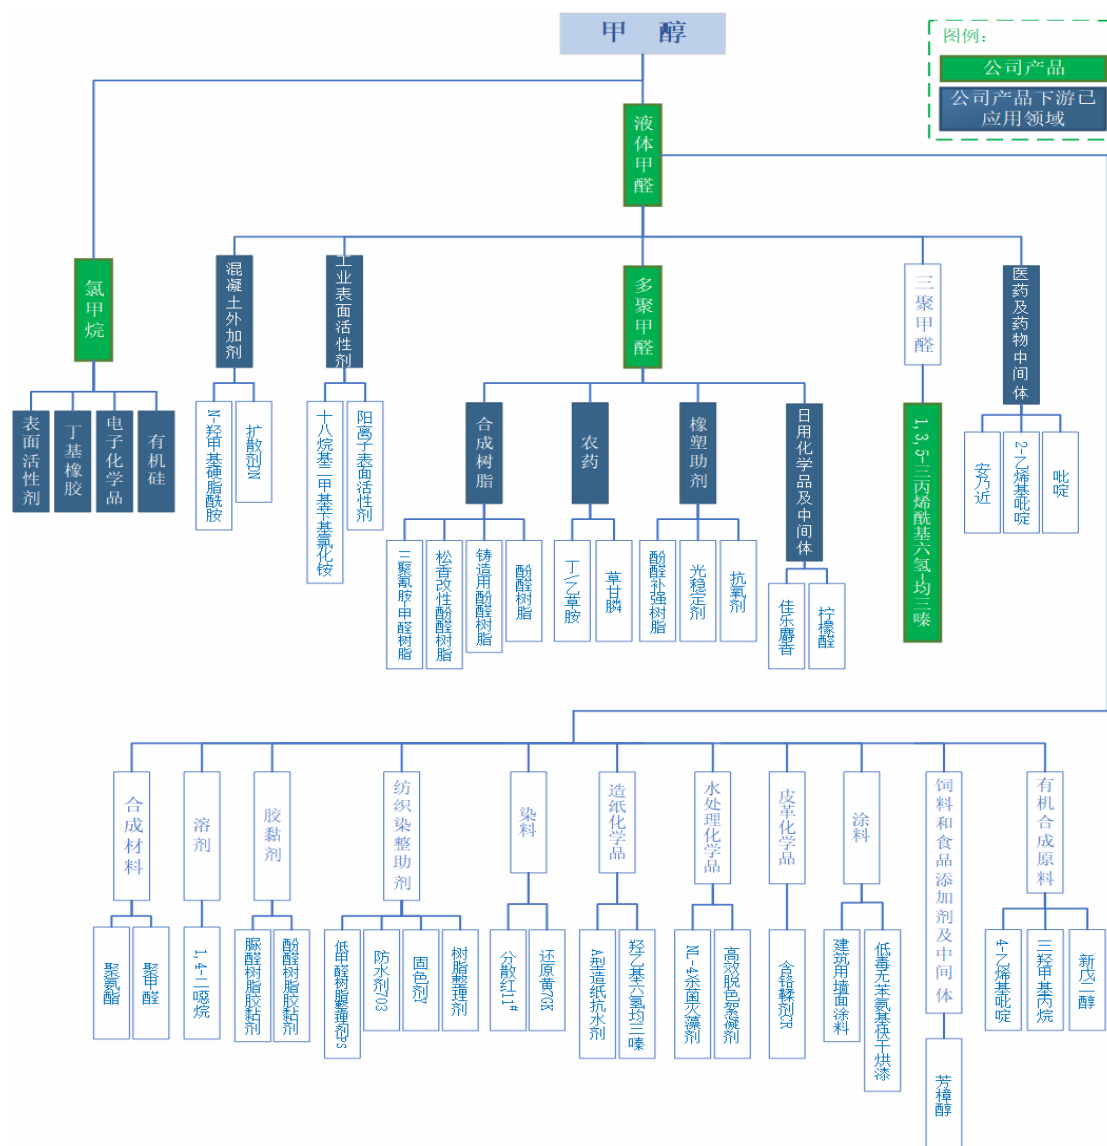 甲 醇
图例:
公司产品
公司产品下游已
应用领域
液体甲醛
氯甲烷
混凝土外加剂
工业表面活性剂
多聚甲醛
三聚甲醛
医药及药物中间体
表面活性剂
丁基橡胶
电子化学品
有机硅
N-羟甲基硬脂酰胺
扩散剂DN
十八烷基二甲基苄基氯化铵
阳离子表面活性剂
合成树脂
农药
橡塑助剂
日用化学品及中间体
1,3,5-三丙烯酰基六氢-均三嗪
安乃近
2-乙烯基吡啶
吡啶
三聚氰胺甲醛树脂
松香改性酚醛树脂
铸造用酚醛树脂
酚醛树脂
丁/乙草胺
草甘膦
酚醛补强树脂
光稳定剂
抗氧剂
佳乐麝香
柠檬醛
合成材料
溶剂
胶黏剂
纺织染整助剂
染料
造纸化学品
水处理化学品
皮革化学品
涂料
饲料和食品添加剂及中间体
有机合成原料
聚氨酯
聚甲醛
1,4-二噁烷
脲醛树脂胶黏剂
酚醛树脂胶黏剂
低甲醛树脂整理剂PS
防水剂703
固色剂Y
树脂整理剂
分散红11#
还原黄7GK
A型造纸抗水剂
羟乙基六氢均三嗪
NL-4杀菌灭藻剂
高效脱色絮凝剂
含铬鞣剂CR
建筑用墙面涂料
低毒无苯氨基快干烘漆
芳樟醇
4-乙烯基吡啶
三羟甲基丙烷
新戊二醇